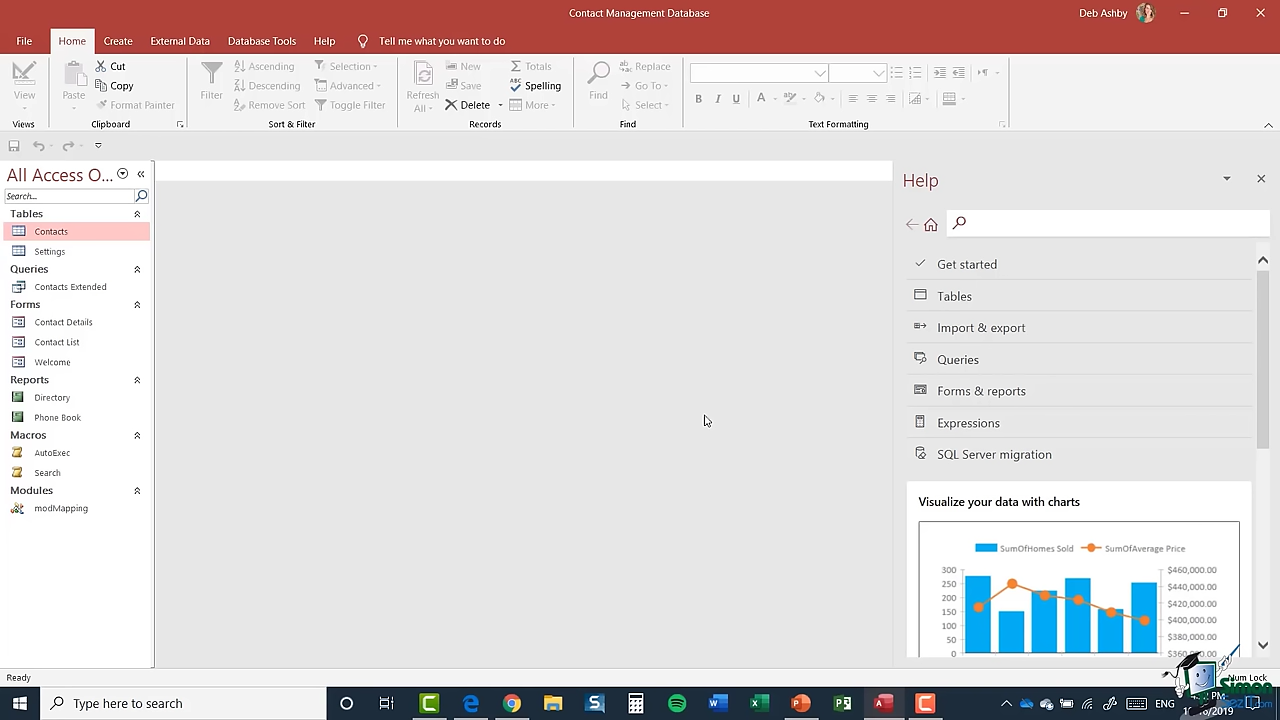 Contact Management Database
Deb Ashby
File Home Create External Data Database Tools Help Tell me what you want to do
View
Views
Paste
Cut
Copy
Format Painter
Clipboard
Filter
Ascending
Descending
Remove Sort
Selection
Advanced
Toggle Filter
Sort & Filter
Refresh
All
New
Save
Delete
Totals
Spelling
More
Records
Find
Replace
Go To
Select
Find
B I U A
Text Formatting
All Access O...
Search...
Tables
Contacts
Settings
Queries
Contacts Extended
Forms
Contact Details
Contact List
Welcome
Reports
Directory
Phone Book
Macros
AutoExec
Search
Modules
modMapping
Help
Get started
Tables
Import & export
Queries
Forms & reports
Expressions
SQL Server migration
Visualize your data with charts
SumOfHomes Sold SumOfAverage Price
300 $460,000.00
250 $440,000.00
200 $420,000.00
150 $400,000.00
100 $380,000.00
50
0
Ready
Num Lock
Type here to search
ENG